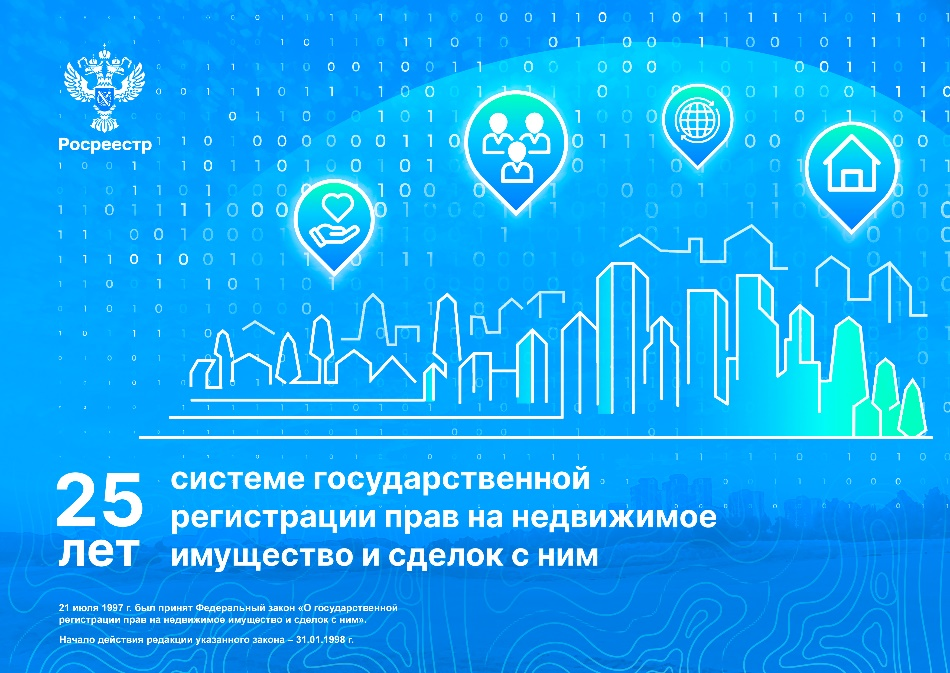 Росреестр
25 лет
системе государственной
регистрации прав на недвижимое
имущество и сделок с ним
21 июля 1997 г. был принят Федеральный закон «О государственной
регистрации прав на недвижимое имущество и сделок с ним».
Начало действия редакции указанного закона – 31.01.1998 г.